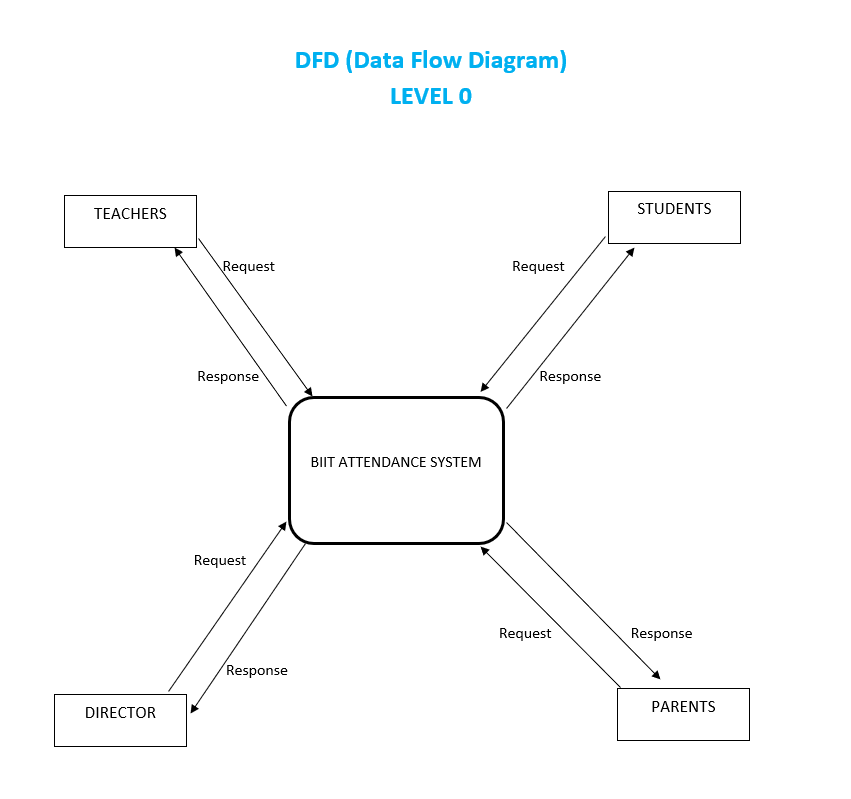 DFD (Data Flow Diagram)
LEVEL 0
TEACHERS
STUDENTS
Request
Request
Response
Response
BIIT ATTENDANCE SYSTEM
Request
Request
Response
Response
DIRECTOR
PARENTS